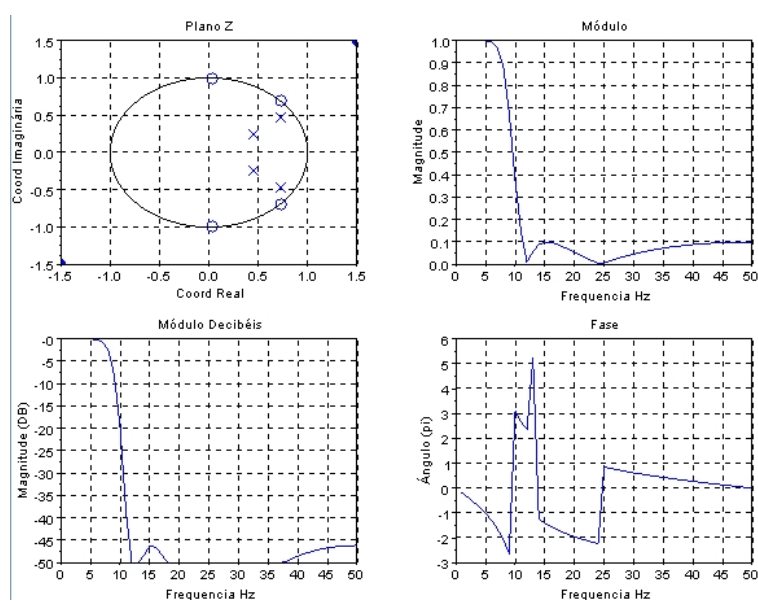 Plano Z
1.5
1.0
0.5
0.0
-0.5
-1.0
-1.5
-1.5 -1.0 -0.5 0.0 0.5 1.0 1.5
Coord Imaginária
Coord Real
Módulo
1.0
0.9
0.8
0.7
0.6
0.5
0.4
0.3
0.2
0.1
0.0
0 5 10 15 20 25 30 35 40 45 50
Magnitude
Frequencia Hz
Módulo Decibéis
-0
-5
-10
-15
-20
-25
-30
-35
-40
-45
-50
0 5 10 15 20 25 30 35 40 45 50
Magnitude (DB)
Frequencia Hz
Fase
6
5
4
3
2
1
0
-1
-2
-3
0 5 10 15 20 25 30 35 40 45 50
Ângulo (pi)
Frequencia Hz